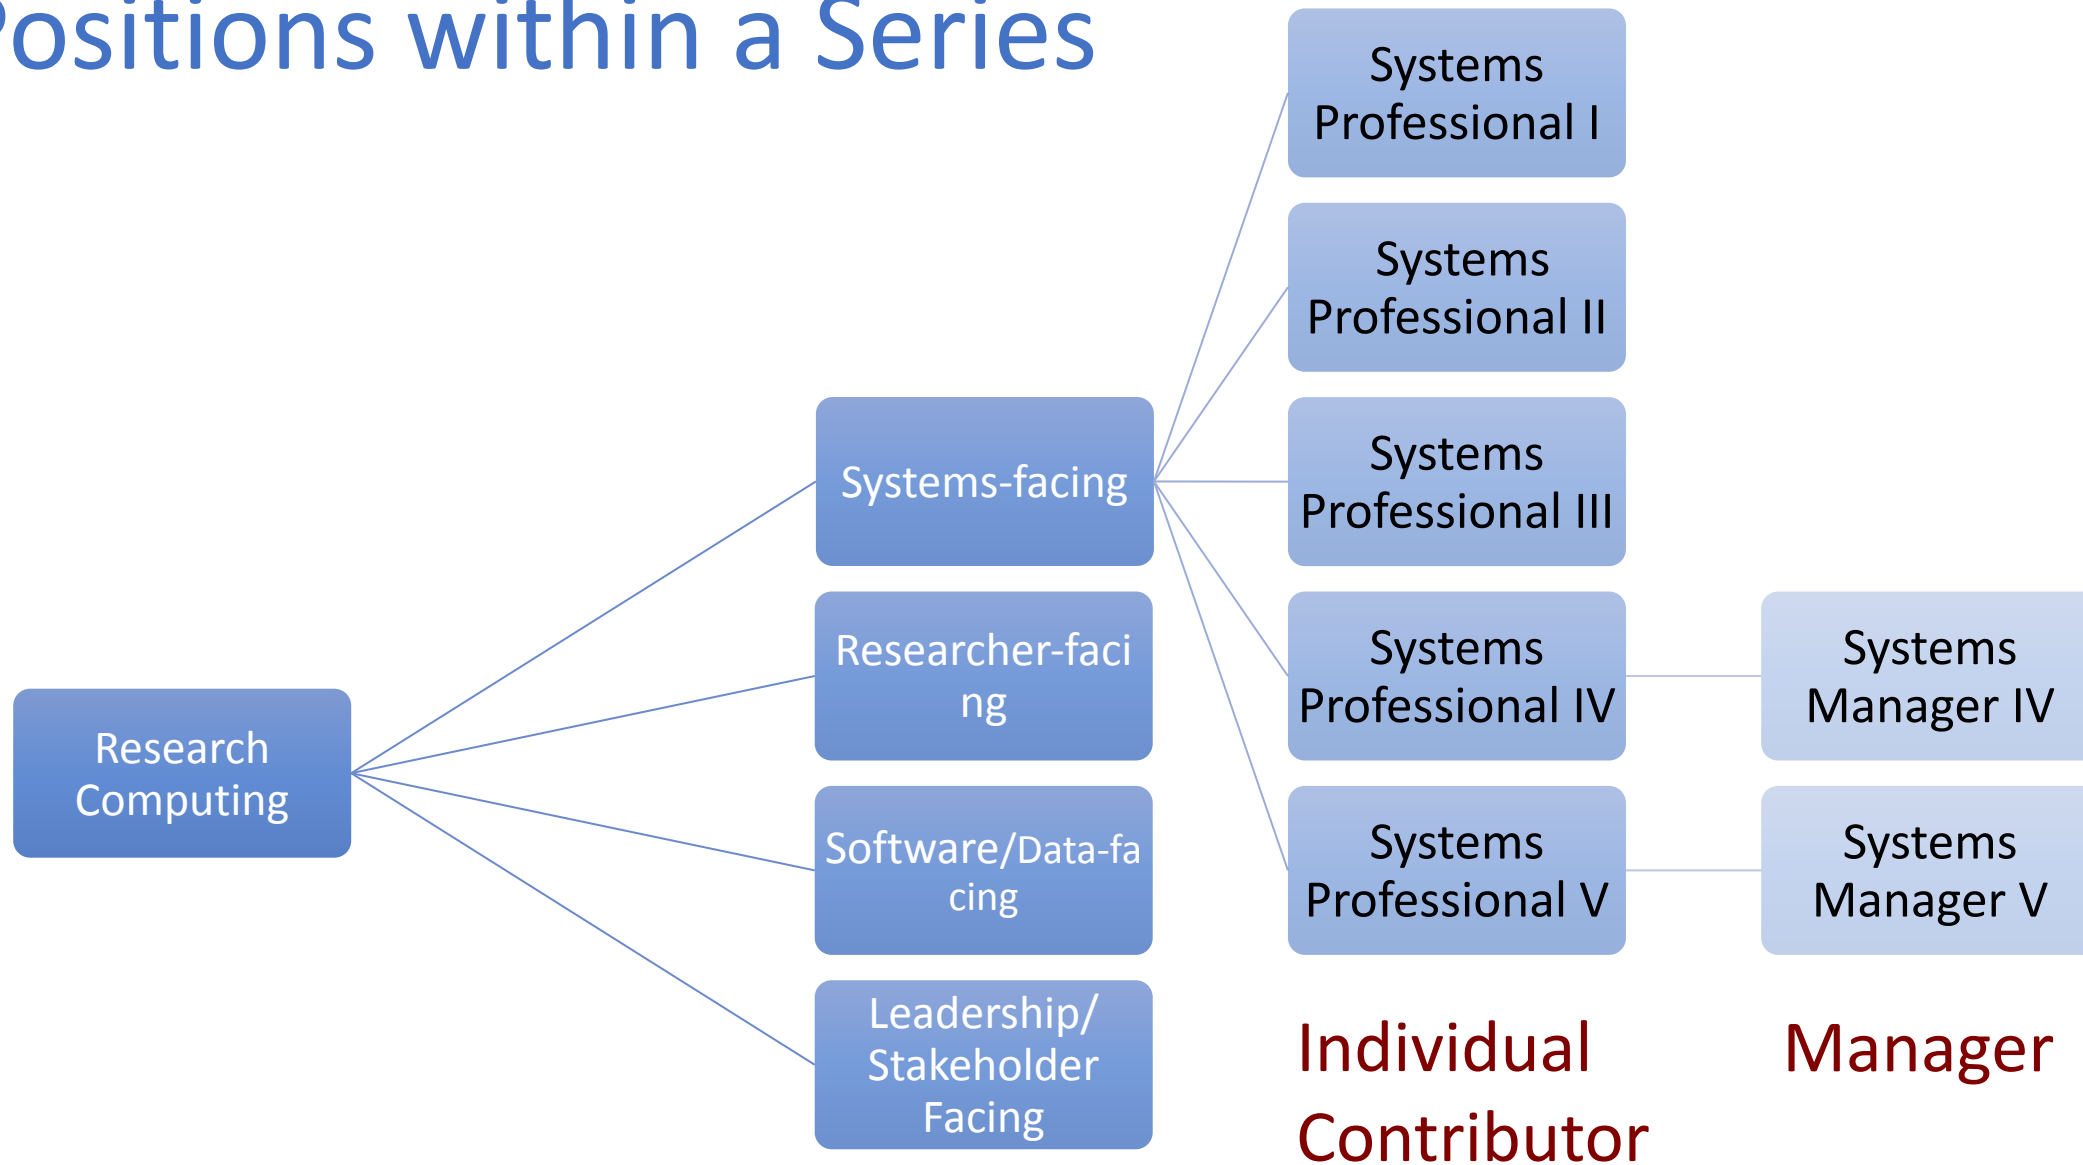 Positions within a Series
Systems
Professional I
Systems
Professional II
Systems
Professional III
Systems
Professional IV
Systems
Professional V
Systems
Manager IV
Systems
Manager V
Systems-facing
Researcher-faci
ng
Software/Data-fa
cing
Leadership/
Stakeholder
Facing
Research
Computing
Individual
Contributor
Manager